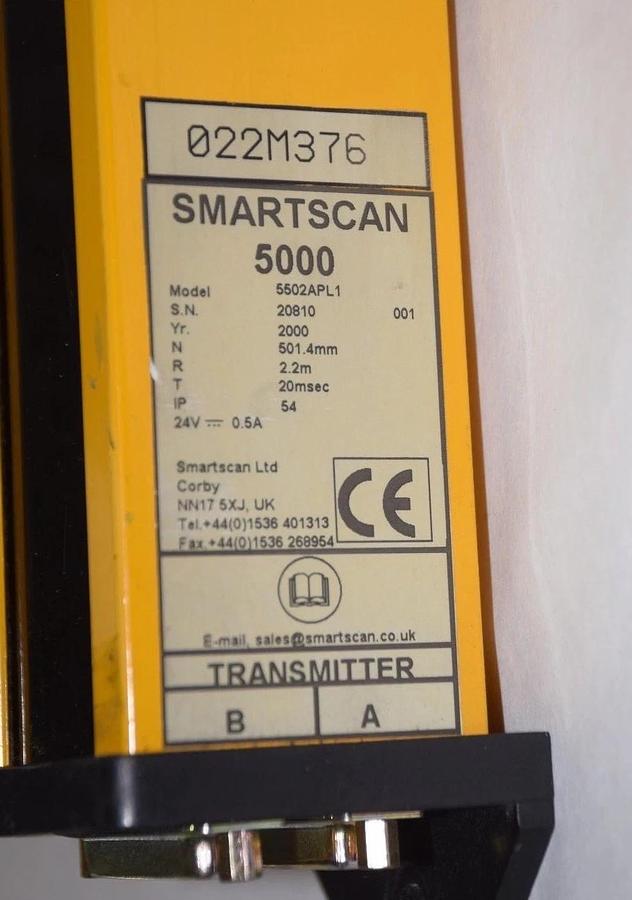 022M376
SMARTSCAN
5000
Model 5502APL1
S.N. 20810 001
Yr. 2000
N 501.4mm
R 2.2m
T 20msec
IP 54
24V ⎓ 0.5A
Smartscan Ltd
Corby
NN17 5XJ, UK
Tel.+44(0)1536 401313
Fax.+44(0)1536 268954
CE
E-mail, sales@smartscan.co.uk
TRANSMITTER
B A